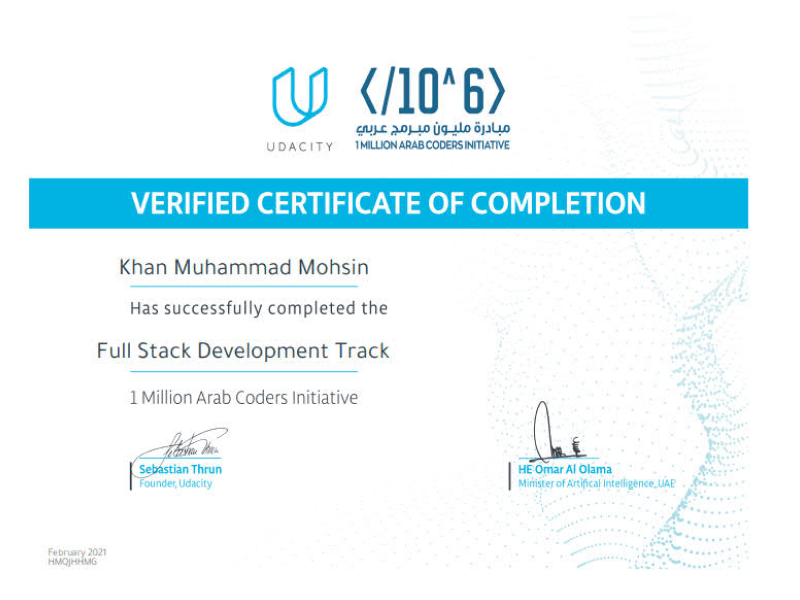 UDACITY
</10^6>
مبادرة مليون مبرمج عربي
1 MILLION ARAB CODERS INITIATIVE
VERIFIED CERTIFICATE OF COMPLETION
Khan Muhammad Mohsin
Has successfully completed the
Full Stack Development Track
1 Million Arab Coders Initiative
Sebastian Thrun
Founder, Udacity
HE Omar Al Olama
Minister of Artifical Intelligence, UAE
February 2021
HMQJHHMG